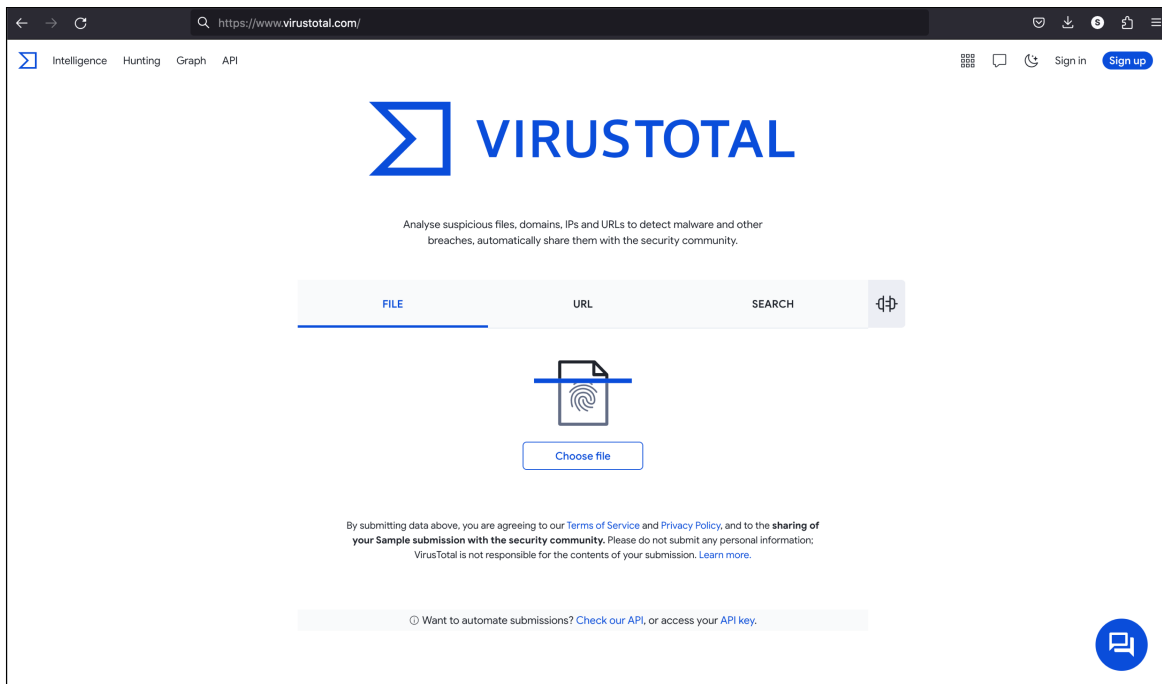 https://www.virustotal.com/
S
Intelligence Hunting Graph API
Sign in Sign up
VIRUSTOTAL
Analyse suspicious files, domains, IPs and URLs to detect malware and other
breaches, automatically share them with the security community.
FILE URL SEARCH
Choose file
By submitting data above, you are agreeing to our Terms of Service and Privacy Policy, and to the sharing of
your Sample submission with the security community. Please do not submit any personal information;
VirusTotal is not responsible for the contents of your submission. Learn more.
Want to automate submissions? Check our API, or access your API key.